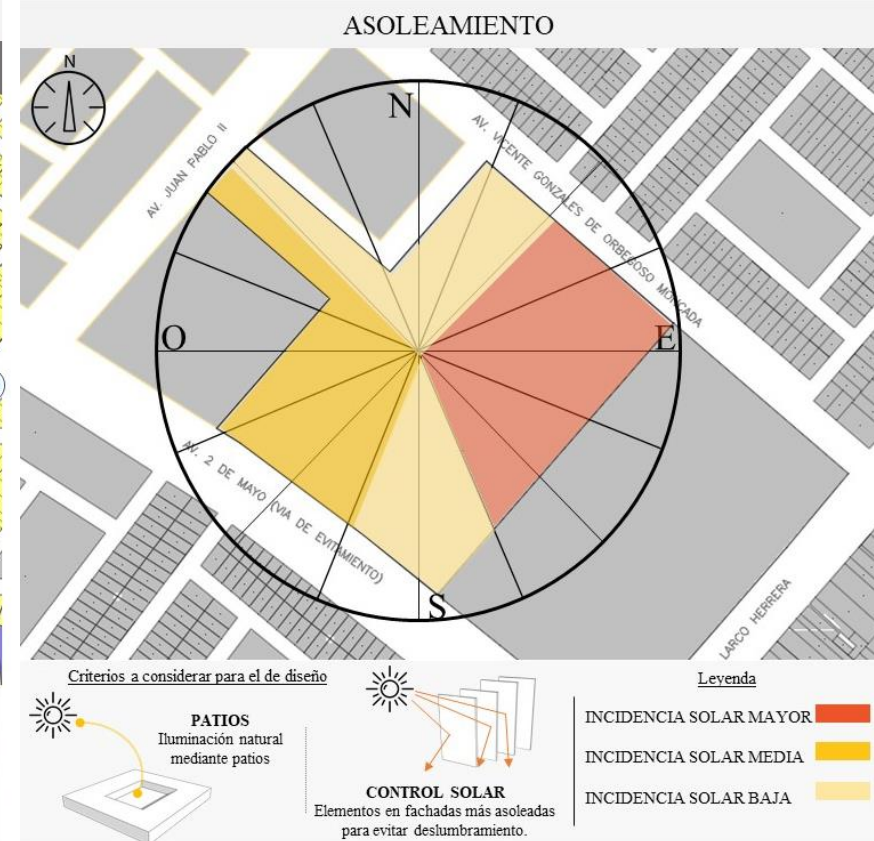 ASOLEAMIENTO
N
N
AV. JUAN PABLO II
AV. VICENTE GONZALES DE ORBEGOSO MONCADA
O
E
AV. 2 DE MAYO (VIA DE EVITAMIENTO)
S
LARCO HERRERA
Criterios a considerar para el de diseño
PATIOS
Iluminación natural
mediante patios
CONTROL SOLAR
Elementos en fachadas más asoleadas
para evitar deslumbramiento.
Leyenda
INCIDENCIA SOLAR MAYOR
INCIDENCIA SOLAR MEDIA
INCIDENCIA SOLAR BAJA